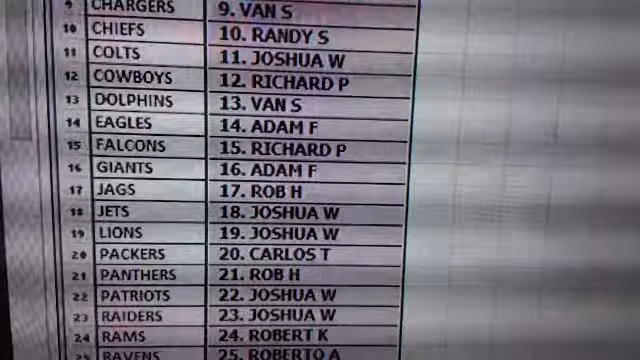 9 CHARGERS 9. VAN S
10 CHIEFS 10. RANDY S
11 COLTS 11. JOSHUA W
12 COWBOYS 12. RICHARD P
13 DOLPHINS 13. VAN S
14 EAGLES 14. ADAM F
15 FALCONS 15. RICHARD P
16 GIANTS 16. ADAM F
17 JAGS 17. ROB H
18 JETS 18. JOSHUA W
19 LIONS 19. JOSHUA W
20 PACKERS 20. CARLOS T
21 PANTHERS 21. ROB H
22 PATRIOTS 22. JOSHUA W
23 RAIDERS 23. JOSHUA W
24 RAMS 24. ROBERT K
25 RAVENS 25. ROBERTO A